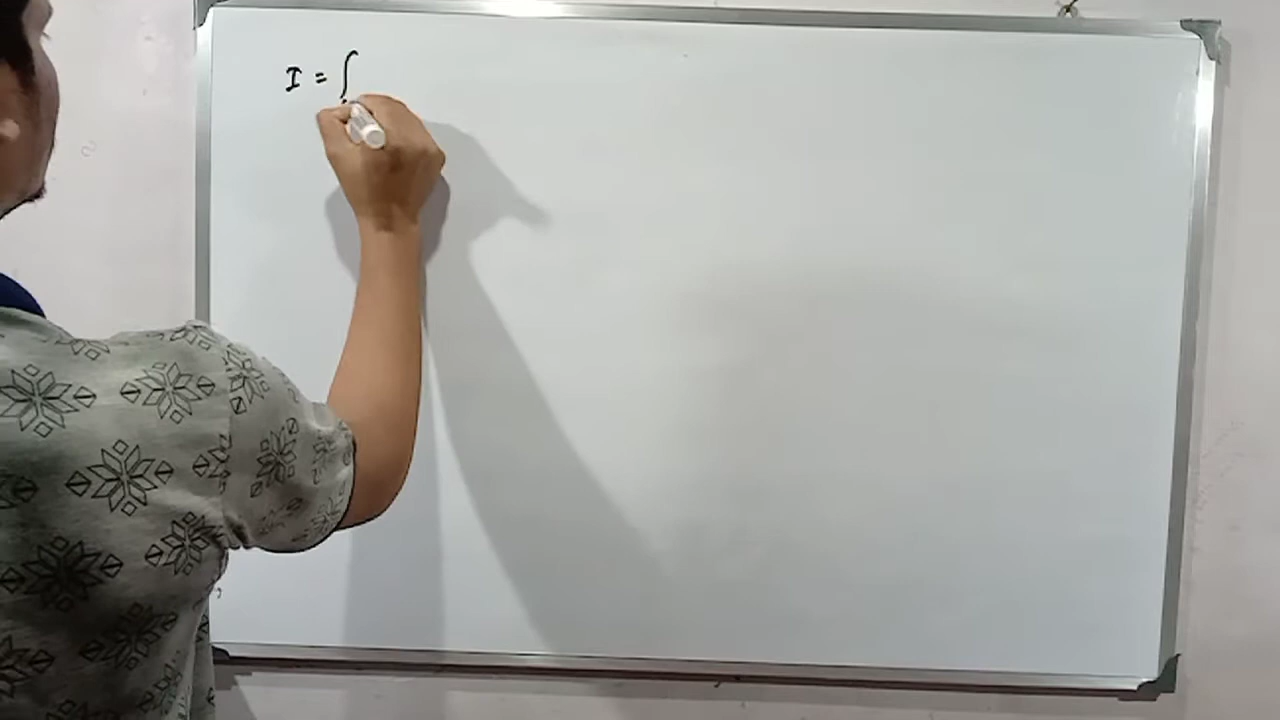 I = ∫